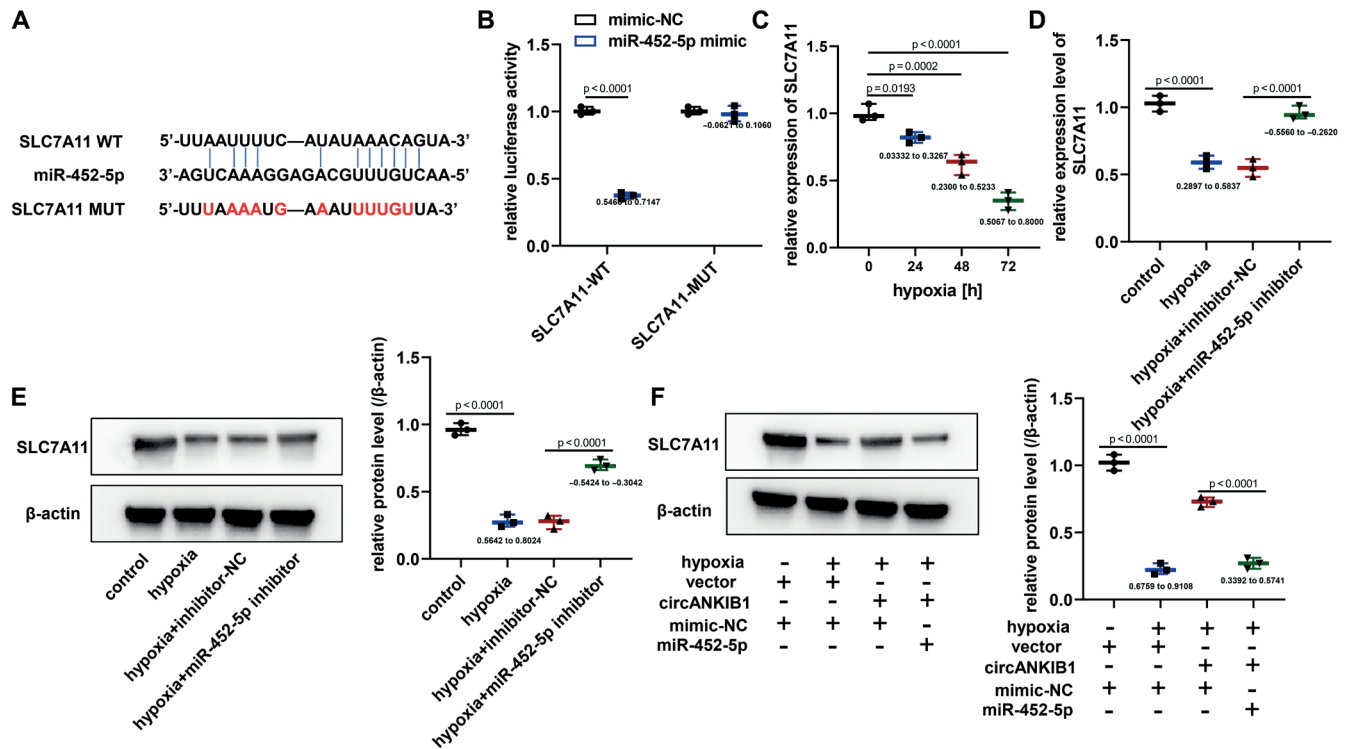 A
SLC7A11 WT 5’-UUAAUUUUC—AUAUAAACAGUA-3’
miR-452-5p 3’-AGUCAAAGGAGACGUUUGUCAA-5’
SLC7A11 MUT 5’-UUUAAAAUG—AAAUUUUGUUA-3’
B
mimic-NC
miR-452-5p mimic
relative luciferase activity
1.5
1.0
0.5
0.0
p < 0.0001
−0.0621 to 0.1060
to 0.7147
SLC7A11-WT
SLC7A11-MUT
C
relative expression of SLC7A11
1.5
1.0
0.5
0.0
p < 0.0001
p = 0.0002
p = 0.0193
0.03332 to 0.3267
0.2300 to 0.5233
0.5067 to 0.8000
0 24 48 72
hypoxia [h]
D
relative expression level of
SLC7A11
1.5
1.0
0.5
0.0
p < 0.0001
p < 0.0001
−0.5560 to −0.2620
0.2897 to 0.5837
control
hypoxia
hypoxia+inhibitor-NC
hypoxia+miR-452-5p inhibitor
E
SLC7A11
β-actin
control
hypoxia
hypoxia+inhibitor-NC
hypoxia+miR-452-5p inhibitor
relative protein level (/β-actin)
1.5
1.0
0.5
0.0
p < 0.0001
p < 0.0001
−0.5424 to −0.3042
0.5642 to 0.8024
control
hypoxia
hypoxia+inhibitor-NC
hypoxia+miR-452-5p inhibitor
F
SLC7A11
β-actin
hypoxia - + + +
vector + + - -
circANKIB1 - - + +
mimic-NC + + + -
miR-452-5p - - - +
relative protein level (/β-actin)
1.5
1.0
0.5
0.0
p < 0.0001
p < 0.0001
0.6759 to 0.9108
0.3392 to 0.5741
hypoxia - + + +
vector + + - -
circANKIB1 - - + +
mimic-NC + + + -
miR-452-5p - - - +